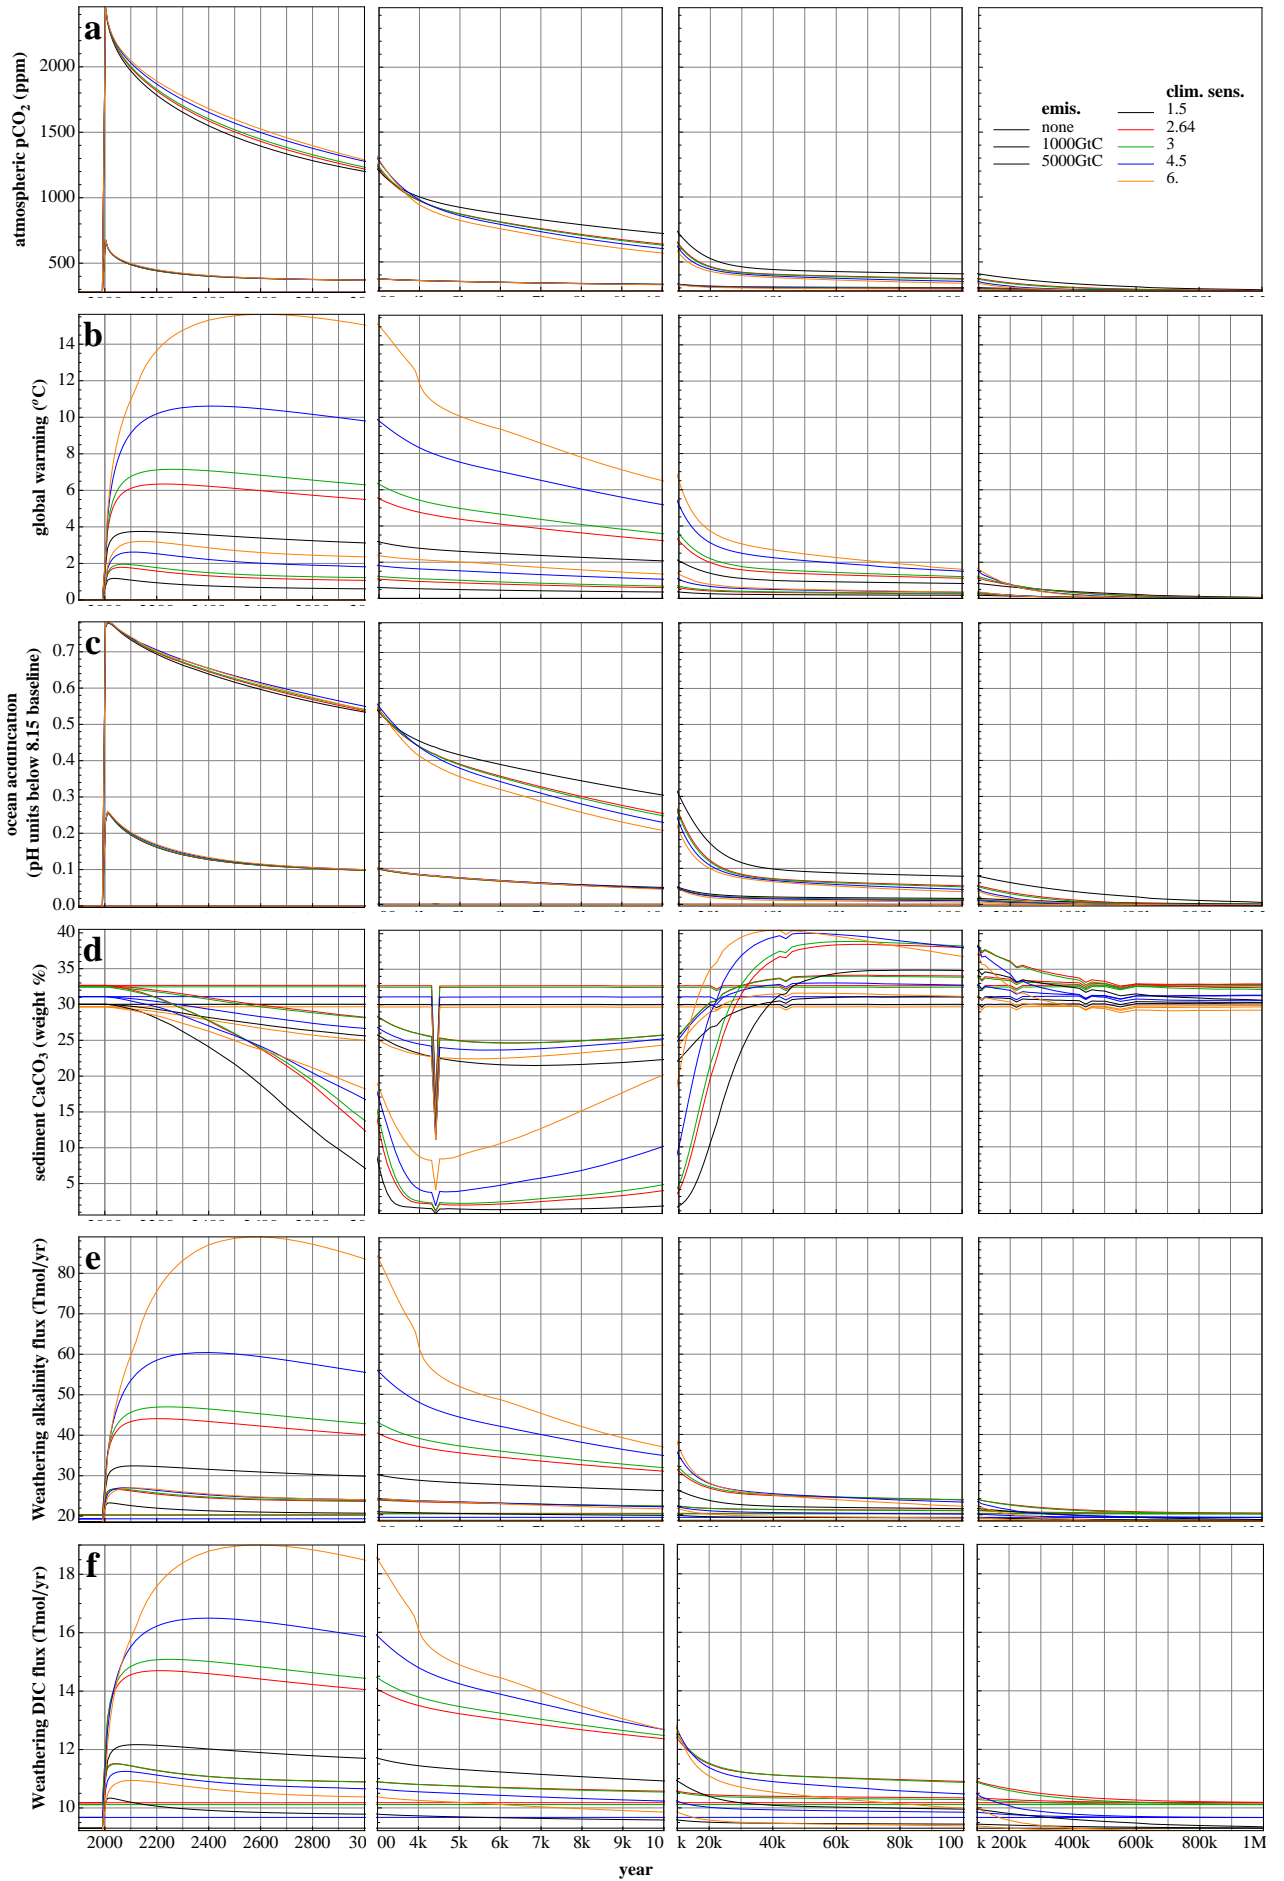 a
atmospheric pCO2 (ppm)
2000
1500
1000
500
emis.
none
1000GtC
5000GtC
clim. sens.
1.5
2.64
3
4.5
6.
b
global warming (°C)
14
12
10
8
6
4
2
0
c
ocean acidification
(pH units below 8.15 baseline)
0.7
0.6
0.5
0.4
0.3
0.2
0.1
0.0
d
sediment CaCO3 (weight %)
40
35
30
25
20
15
10
5
e
Weathering alkalinity flux (Tmol/yr)
80
70
60
50
40
30
20
f
Weathering DIC flux (Tmol/yr)
18
16
14
12
10
2000 2200 2400 2600 2800 30
00 4k 5k 6k 7k 8k 9k 10
k 20k 40k 60k 80k 100
k 200k 400k 600k 800k 1M
year